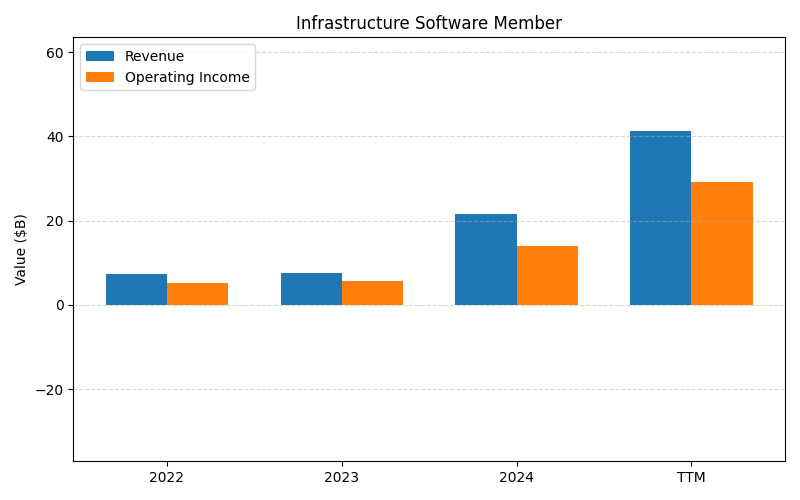 Infrastructure Software Member
Revenue
Operating Income
Value ($B)
60
40
20
0
−20
2022
2023
2024
TTM